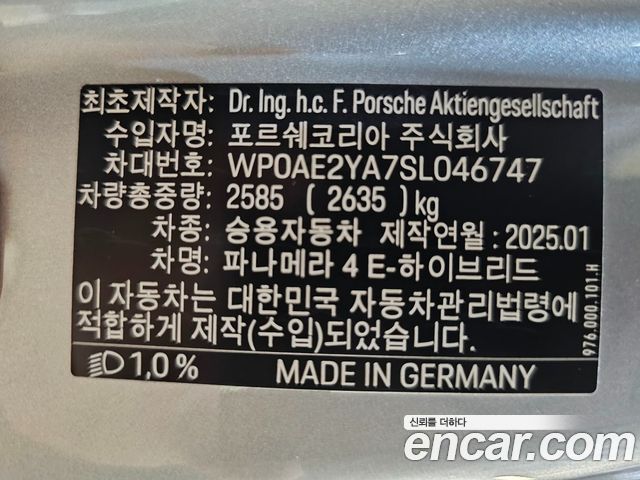 최초제작자: Dr. Ing. h.c. F. Porsche Aktiengesellschaft
수입자명: 포르쉐코리아 주식회사
차대번호: WP0AE2YA7SL046747
차량총중량: 2585 ( 2635 )kg
차종: 승용자동차 제작연월: 2025.01
차명: 파나메라 4 E-하이브리드
이 자동차는 대한민국 자동차관리법령에
적합하게 제작(수입)되었습니다.
1,0% MADE IN GERMANY
976.000.101.H
신뢰를 더하다
encar.com